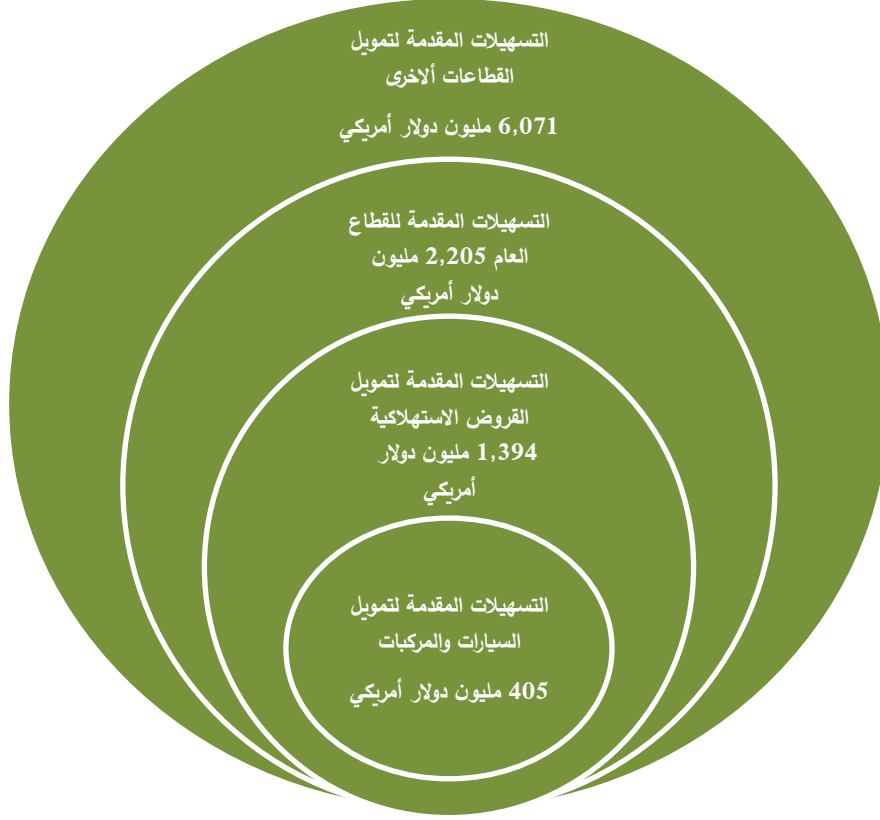 التسهيلات المقدمة لتمويل
القطاعات ألاخرى
6,071 مليون دولار أمريكي
التسهيلات المقدمة للقطاع
العام 2,205 مليون
دولار أمريكي
التسهيلات المقدمة لتمويل
القروض الاستهلاكية
1,394 مليون دولار
أمريكي
التسهيلات المقدمة لتمويل
السيارات والمركبات
405 مليون دولار أمريكي